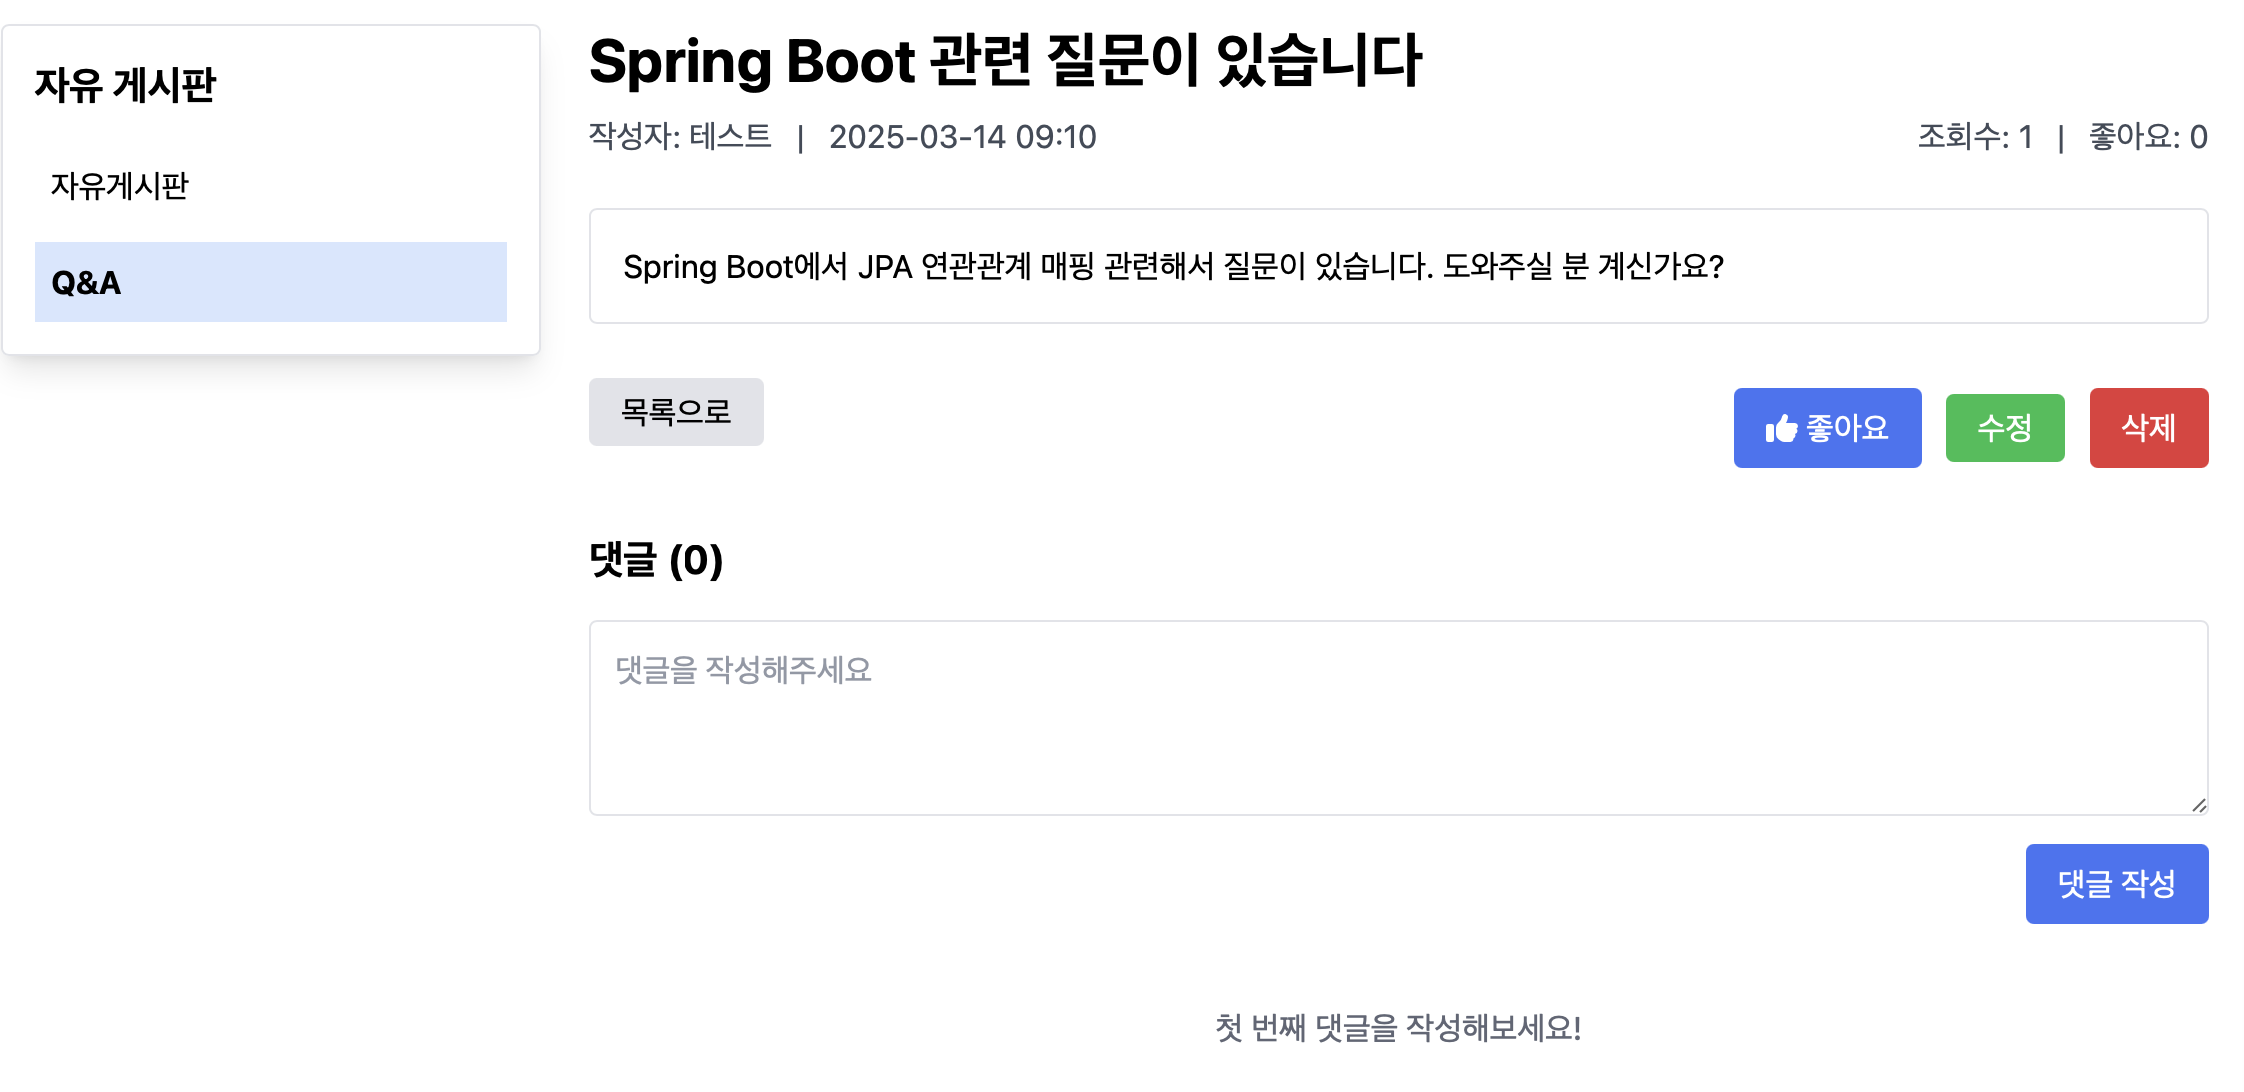 자유 게시판
자유게시판
Q&A
Spring Boot 관련 질문이 있습니다
작성자: 테스트 | 2025-03-14 09:10
조회수: 1 | 좋아요: 0
Spring Boot에서 JPA 연관관계 매핑 관련해서 질문이 있습니다. 도와주실 분 계신가요?
목록으로
좋아요
수정
삭제
댓글 (0)
댓글을 작성해주세요
댓글 작성
첫 번째 댓글을 작성해보세요!